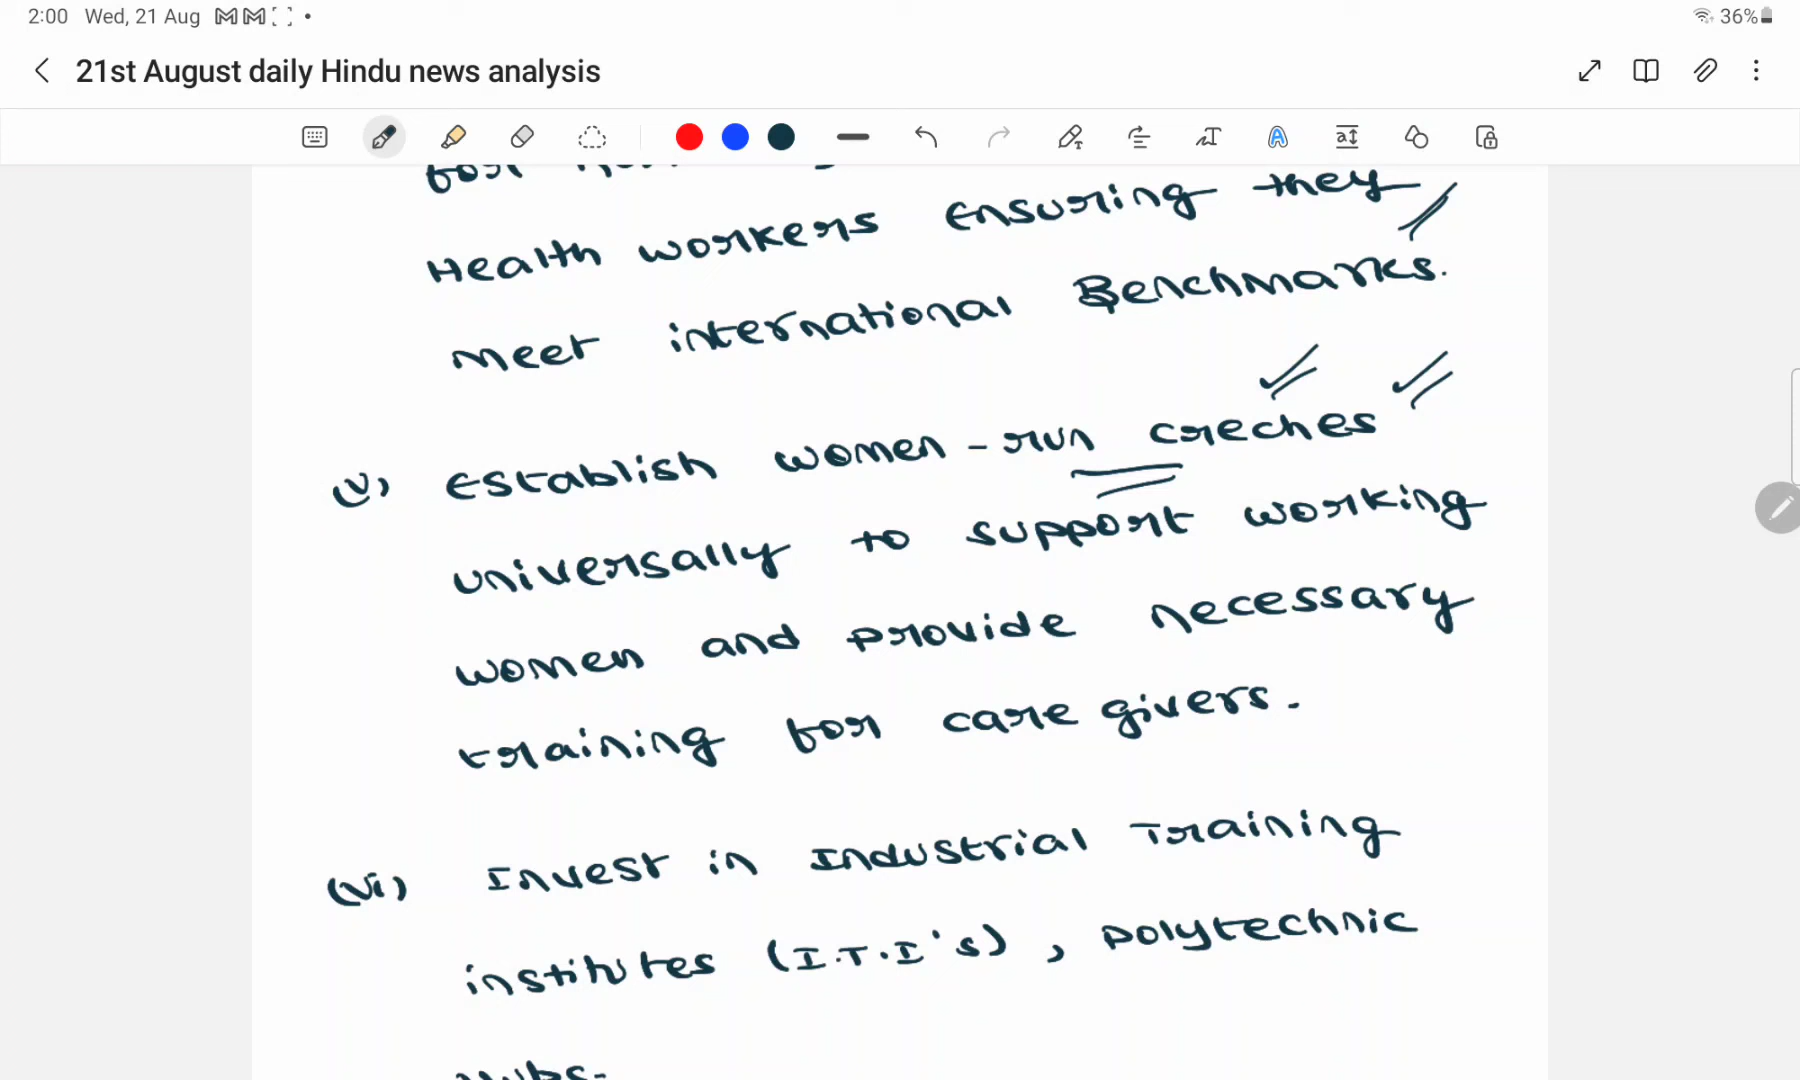 2:00 Wed, 21 Aug 36%
21st August daily Hindu news analysis
for
Health workers ensuring they
meet international Benchmarks.
(v) Establish women-run creches
universally to support working
women and provide necessary
training for care givers.
(vi) Invest in Industrial Training
institutes (I.T.I's), polytechnic